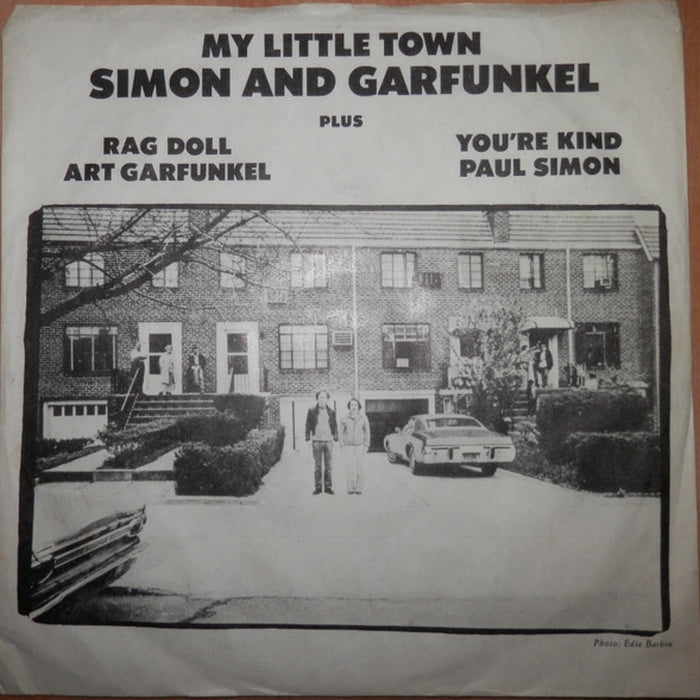 MY LITTLE TOWN
SIMON AND GARFUNKEL
PLUS
RAG DOLL
ART GARFUNKEL
YOU'RE KIND
PAUL SIMON
Photo: Edie Baskin